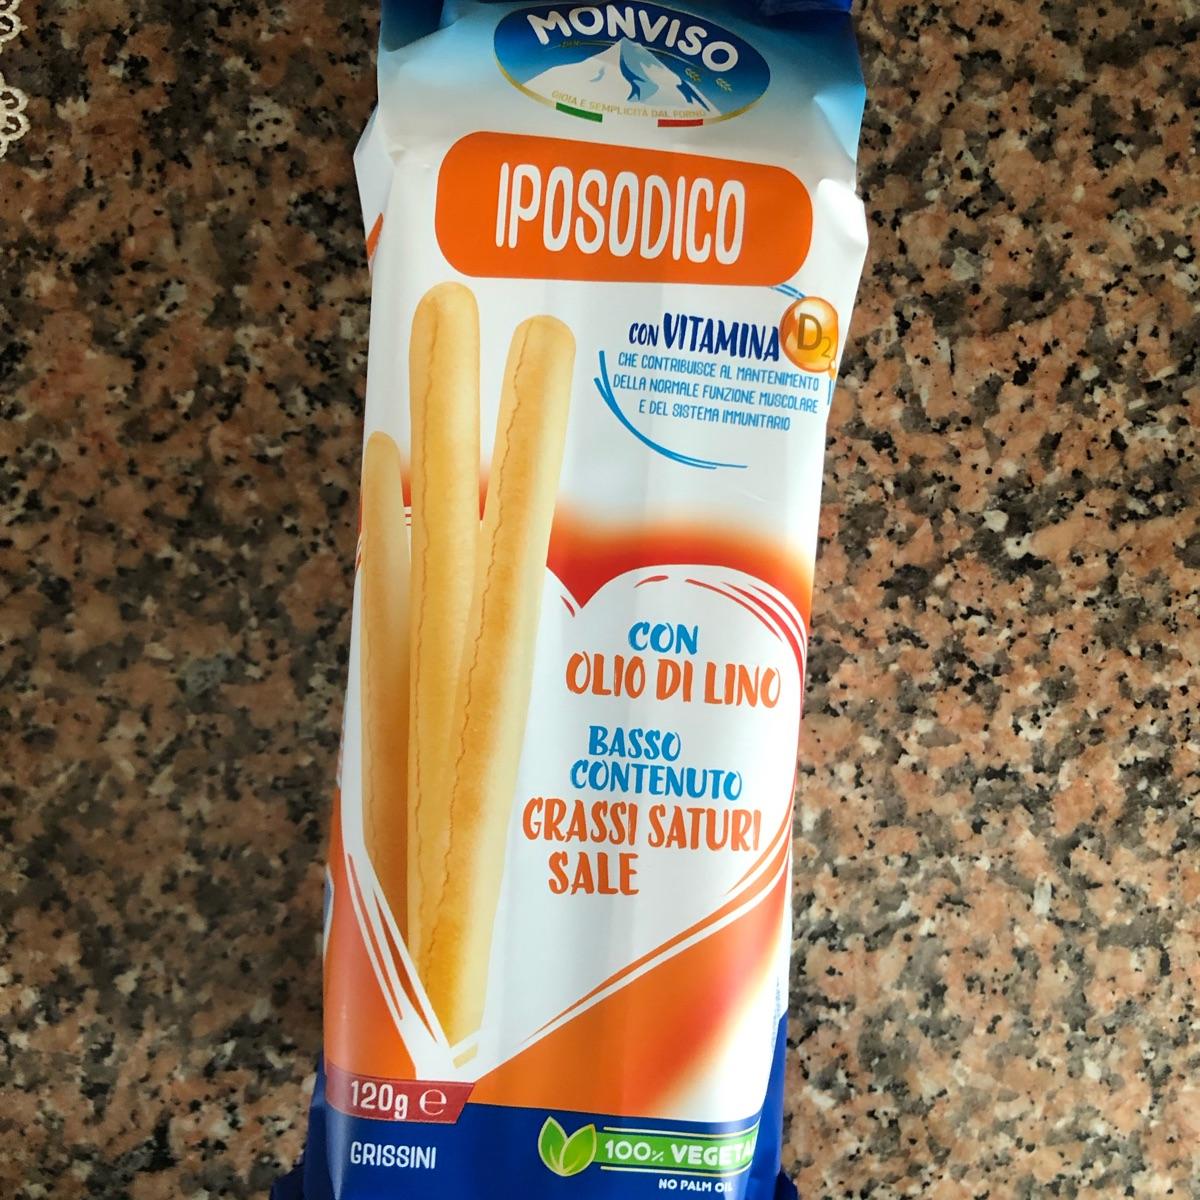 MONVISO
GIOIA E SEMPLICITÀ DAL FORNO
IPOSODICO
CON VITAMINA D2
CHE CONTRIBUISCE AL MANTENIMENTO
DELLA NORMALE FUNZIONE MUSCOLARE
E DEL SISTEMA IMMUNITARIO
CON
OLIO DI LINO
BASSO
CONTENUTO
GRASSI SATURI
SALE
120g ℮
GRISSINI
100% VEGETA
NO PALM OIL